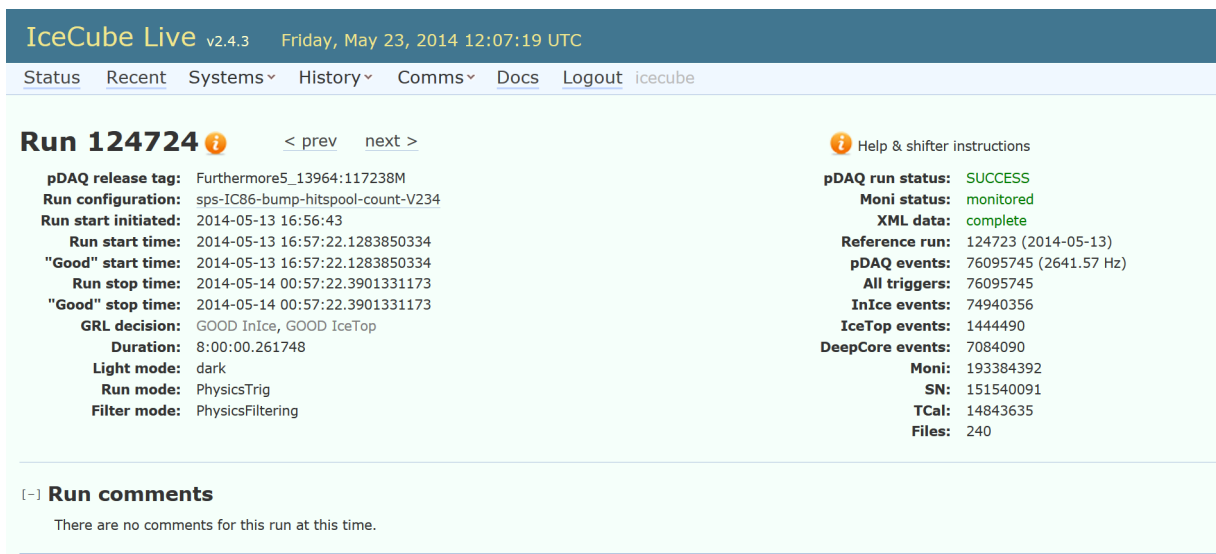 IceCube Live v2.4.3 Friday, May 23, 2014 12:07:19 UTC
Status Recent Systems History Comms Docs Logout icecube
Run 124724 i < prev next >
i Help & shifter instructions
pDAQ release tag: Furthermore5_13964:117238M
Run configuration: sps-IC86-bump-hitspool-count-V234
Run start initiated: 2014-05-13 16:56:43
Run start time: 2014-05-13 16:57:22.1283850334
"Good" start time: 2014-05-13 16:57:22.1283850334
Run stop time: 2014-05-14 00:57:22.3901331173
"Good" stop time: 2014-05-14 00:57:22.3901331173
GRL decision: GOOD InIce, GOOD IceTop
Duration: 8:00:00.261748
Light mode: dark
Run mode: PhysicsTrig
Filter mode: PhysicsFiltering
pDAQ run status: SUCCESS
Moni status: monitored
XML data: complete
Reference run: 124723 (2014-05-13)
pDAQ events: 76095745 (2641.57 Hz)
All triggers: 76095745
InIce events: 74940356
IceTop events: 1444490
DeepCore events: 7084090
Moni: 193384392
SN: 151540091
TCal: 14843635
Files: 240
[-] Run comments
There are no comments for this run at this time.